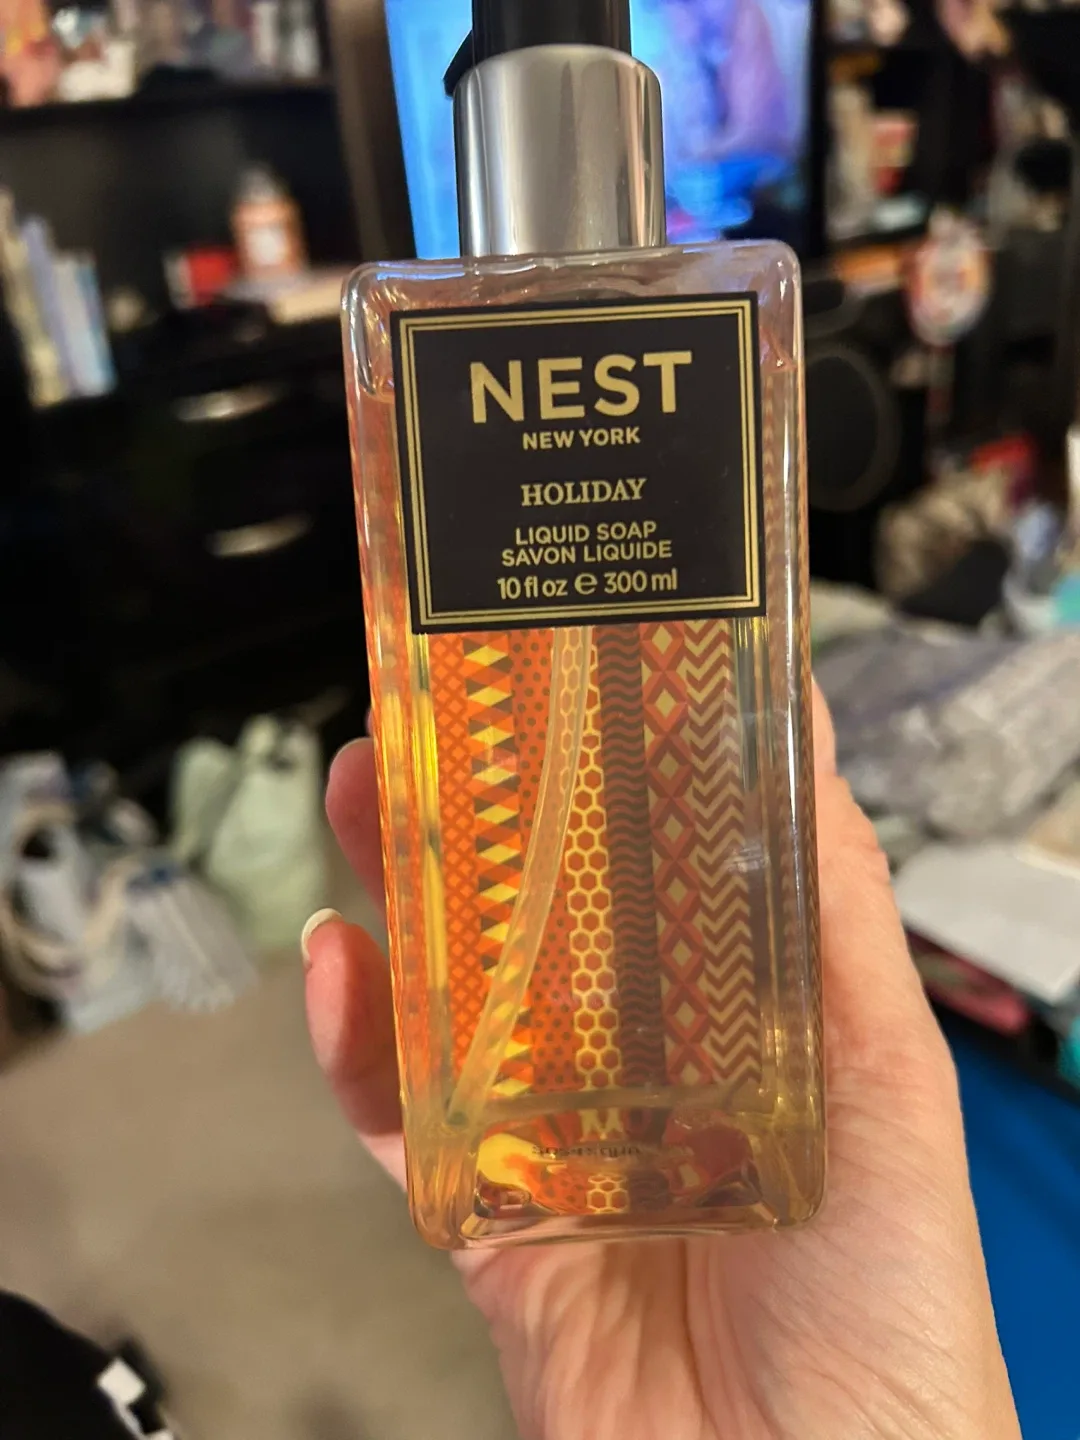 NEST
NEW YORK
HOLIDAY
LIQUID SOAP
SAVON LIQUIDE
10 fl oz ℮ 300 ml